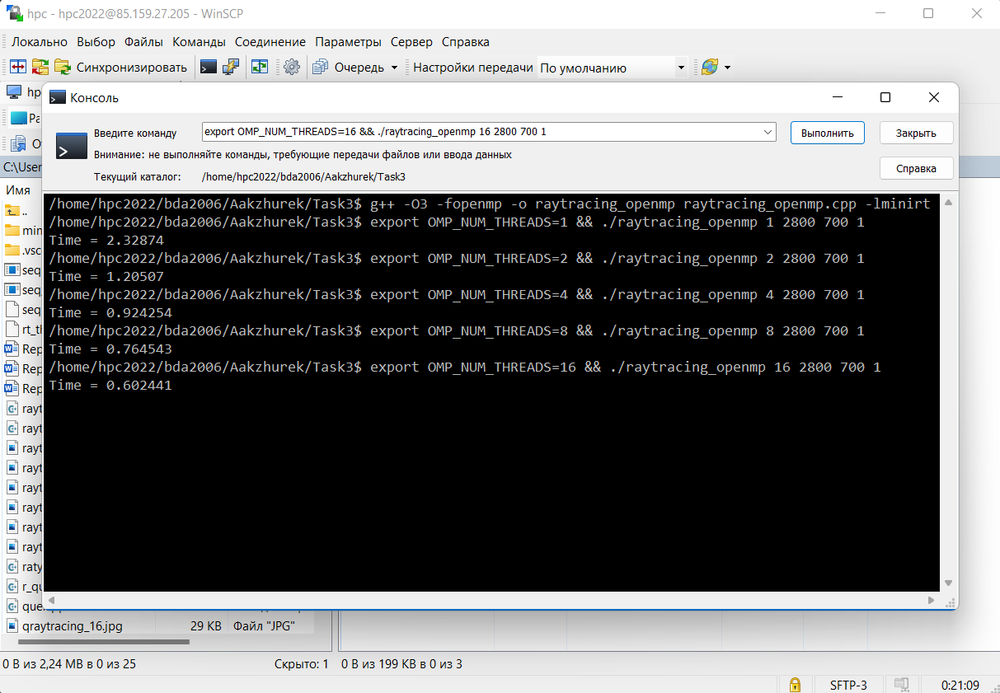 hpc - hpc2022@85.159.27.205 - WinSCP
Локально Выбор Файлы Команды Соединение Параметры Сервер Справка
Синхронизировать Очередь Настройки передачи По умолчанию
hp
Консоль
Ра
Введите команду export OMP_NUM_THREADS=16 && ./raytracing_openmp 16 2800 700 1 Выполнить Закрыть
Внимание: не выполняйте команды, требующие передачи файлов или ввода данных
C:\User
Текущий каталог: /home/hpc2022/bda2006/Aakzhurek/Task3 Справка
Имя
/home/hpc2022/bda2006/Aakzhurek/Task3$ g++ -O3 -fopenmp -o raytracing_openmp raytracing_openmp.cpp -lminirt
/home/hpc2022/bda2006/Aakzhurek/Task3$ export OMP_NUM_THREADS=1 && ./raytracing_openmp 1 2800 700 1
Time = 2.32874
/home/hpc2022/bda2006/Aakzhurek/Task3$ export OMP_NUM_THREADS=2 && ./raytracing_openmp 2 2800 700 1
Time = 1.20507
/home/hpc2022/bda2006/Aakzhurek/Task3$ export OMP_NUM_THREADS=4 && ./raytracing_openmp 4 2800 700 1
Time = 0.924254
/home/hpc2022/bda2006/Aakzhurek/Task3$ export OMP_NUM_THREADS=8 && ./raytracing_openmp 8 2800 700 1
Time = 0.764543
/home/hpc2022/bda2006/Aakzhurek/Task3$ export OMP_NUM_THREADS=16 && ./raytracing_openmp 16 2800 700 1
Time = 0.602441
..
min
.vsc
seq
seq
seq
rt_th
Rep
Rep
Rep
rayt
rayt
rayt
rayt
rayt
rayt
rayt
rayt
raty
r_qu
qraytracing_16.jpg 29 KB Файл "JPG"
0 B из 2,24 MB в 0 из 25 Скрыто: 1 0 B из 199 KB в 0 из 3
SFTP-3 0:21:09